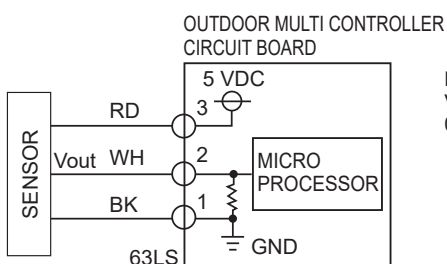 OUTDOOR MULTI CONTROLLER
CIRCUIT BOARD
5 VDC
RD
3
SENSOR
Vout WH
2
MICRO
PROCESSOR
BK
1
GND
63LS